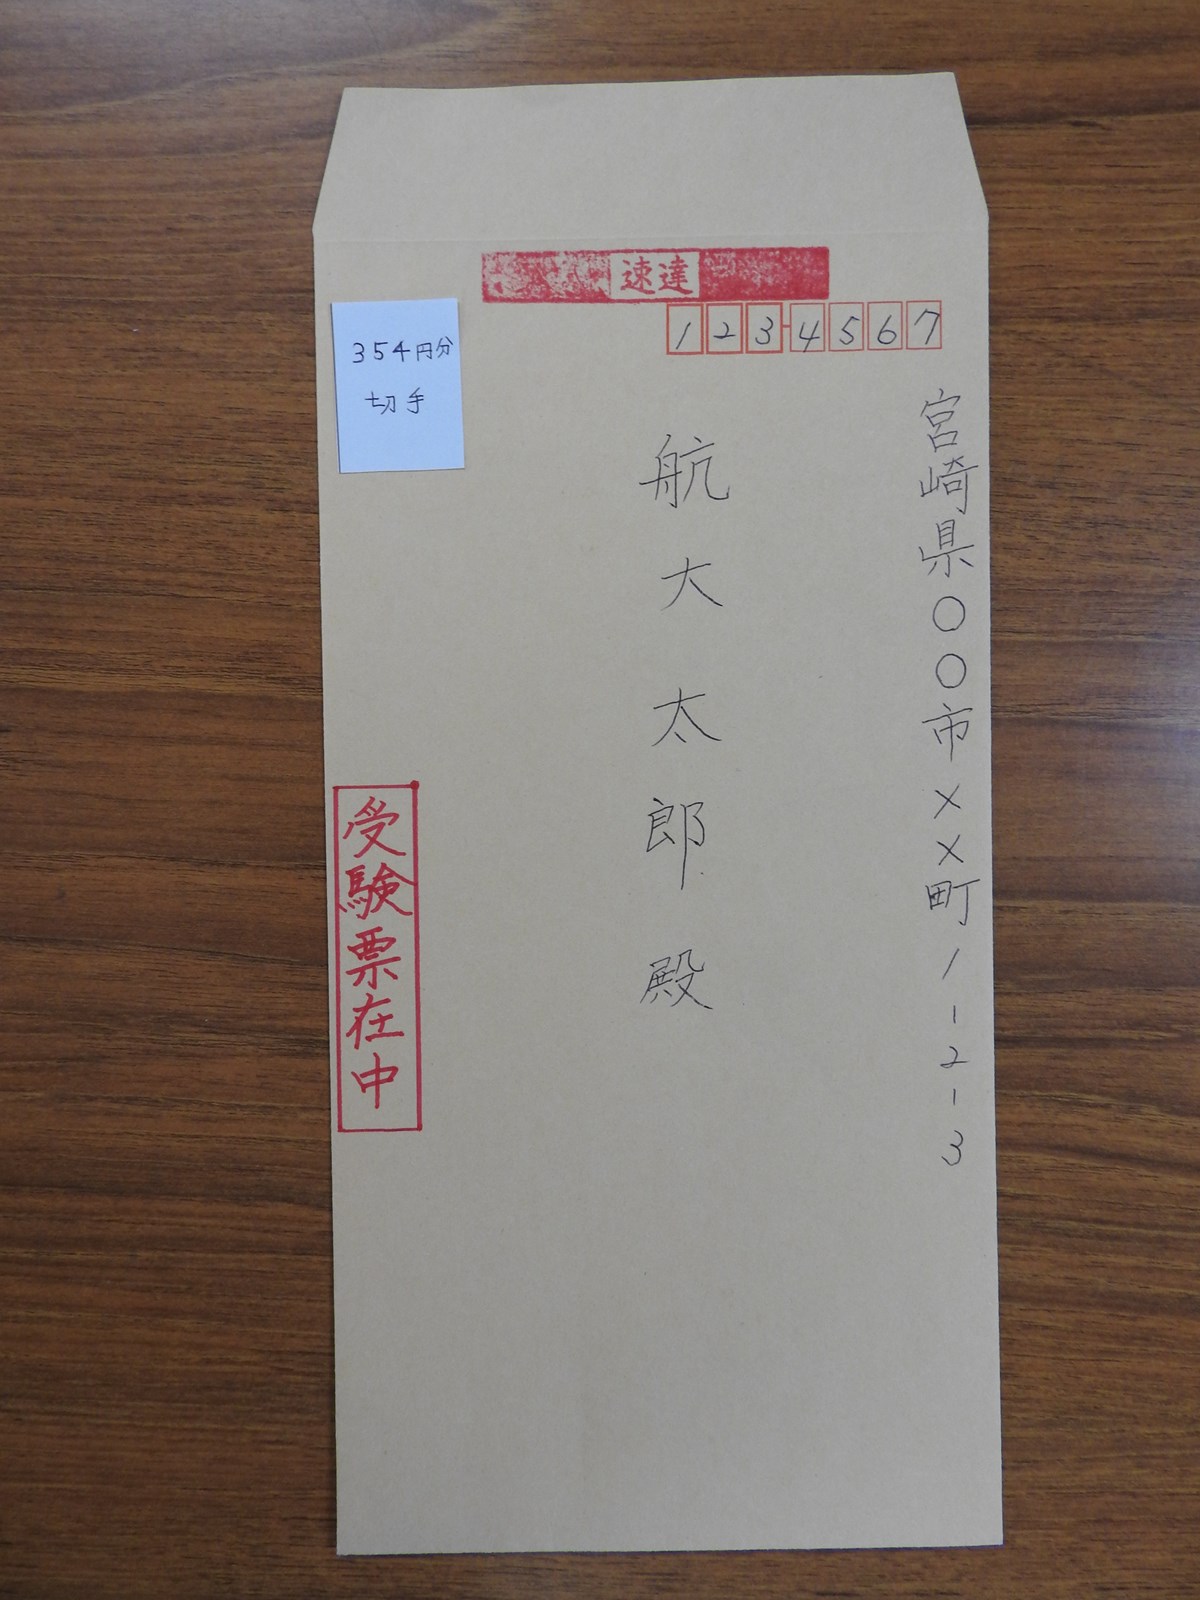 速達
1234567
354円分
切手
宮崎県〇〇市××町1-2-3
航大太郎殿
受験票在中